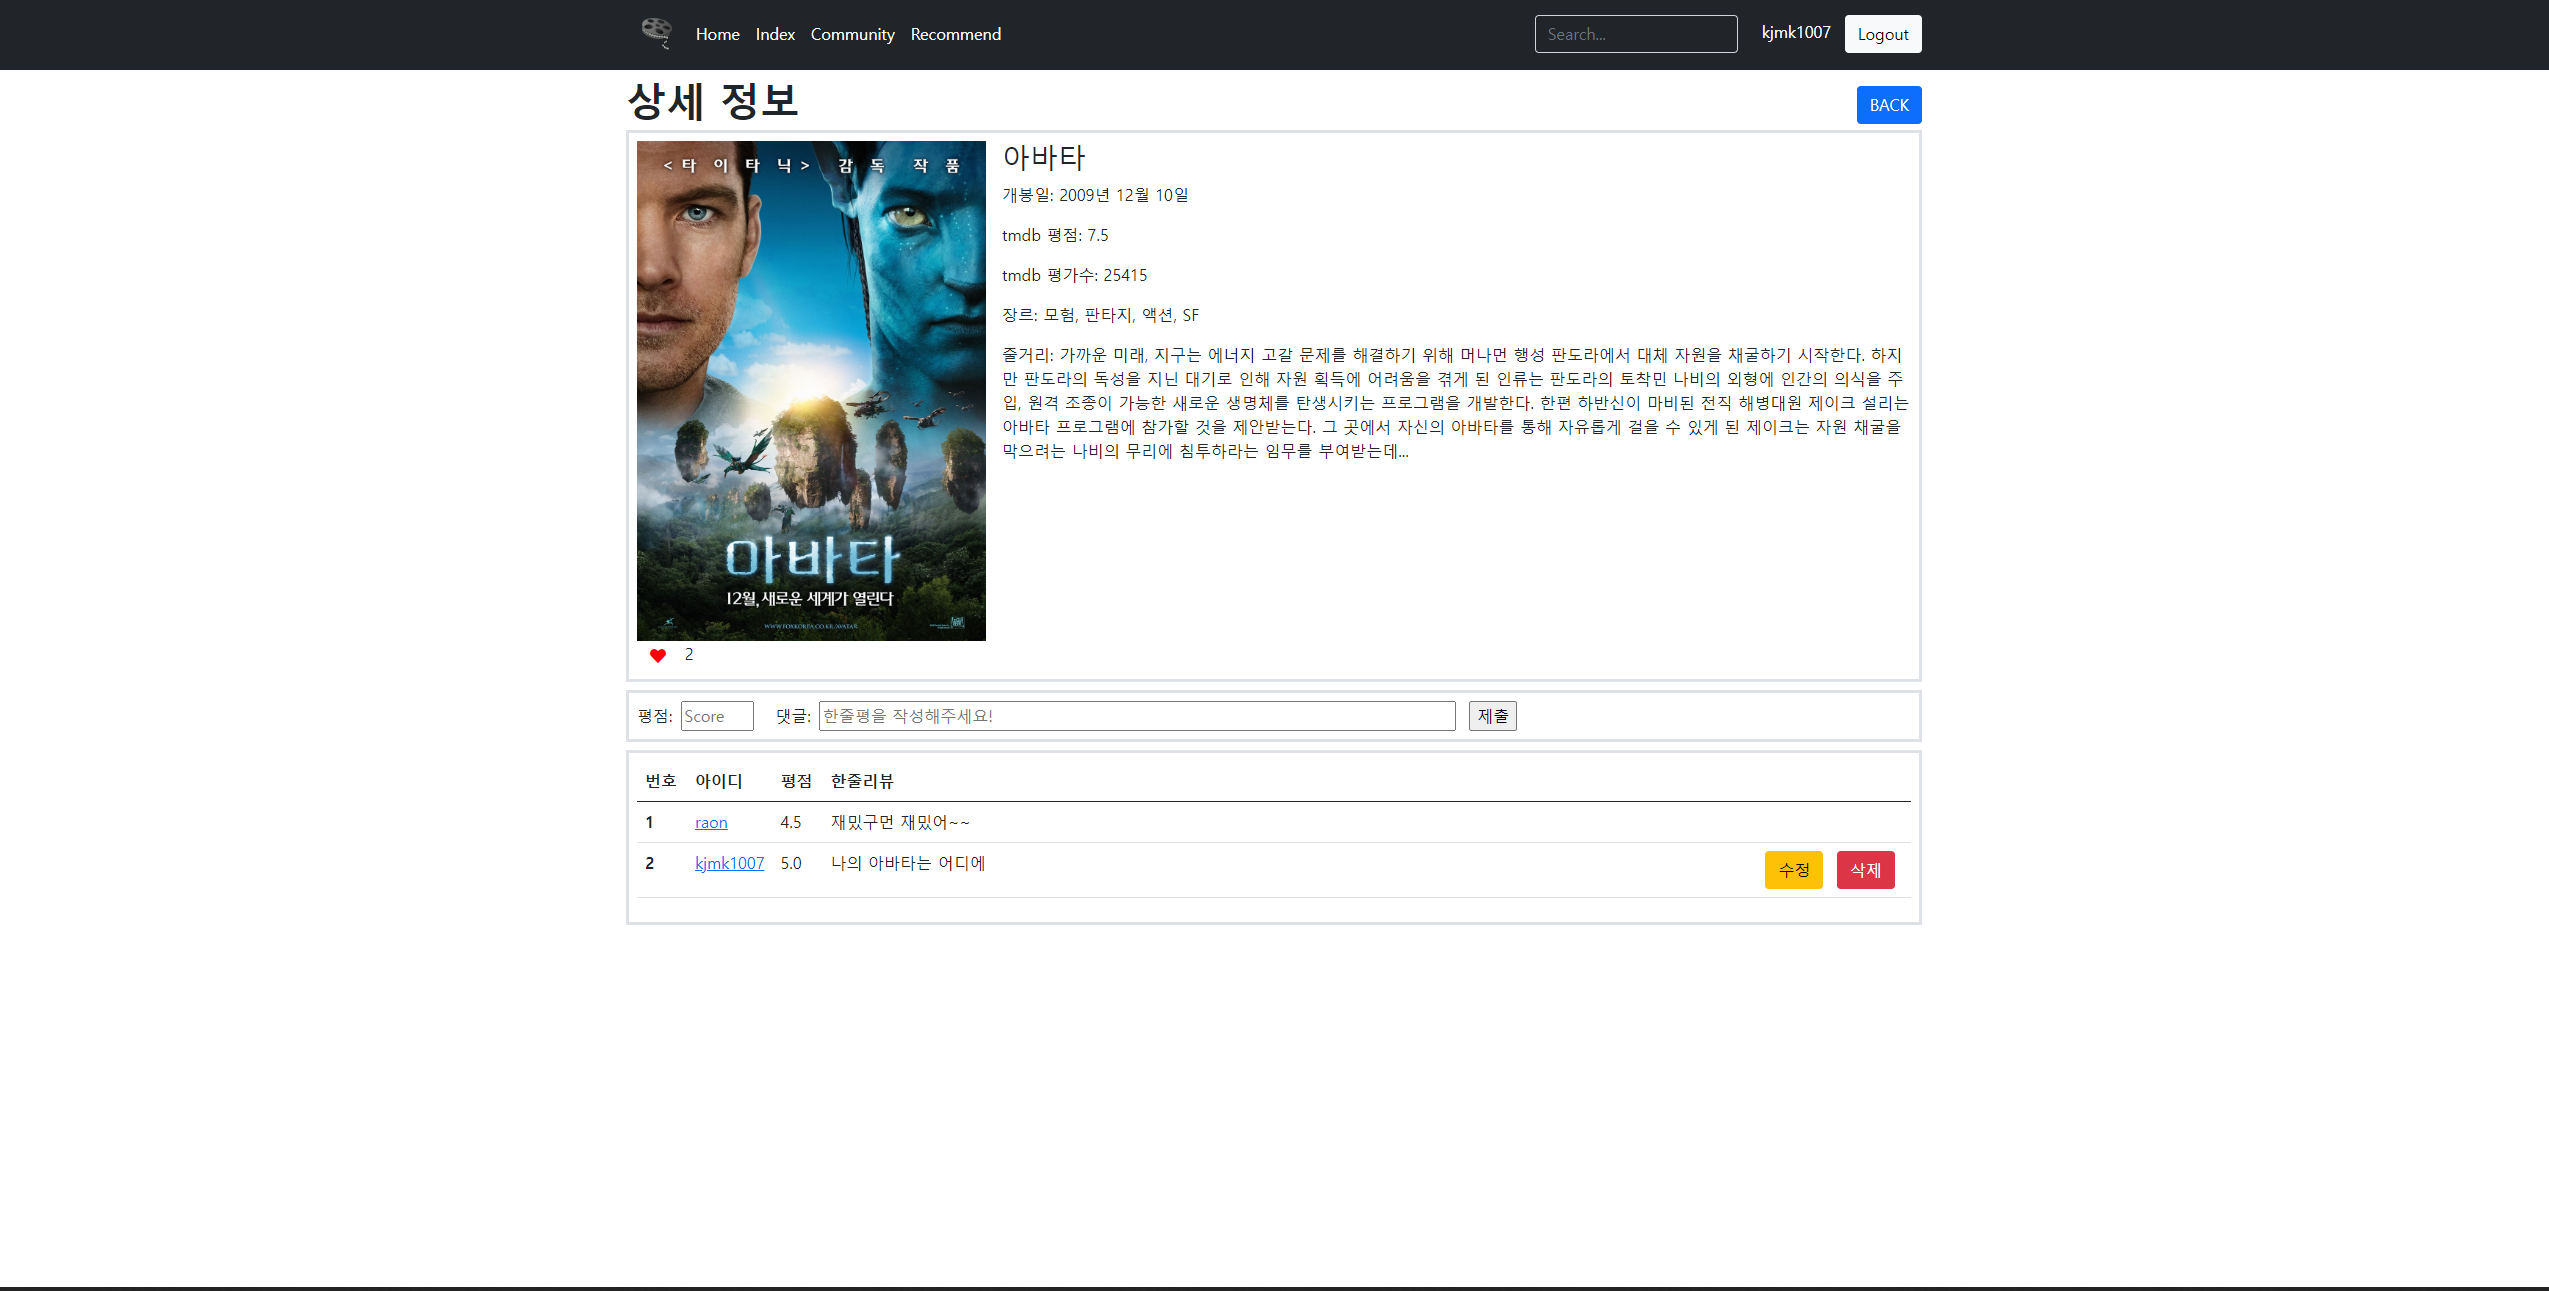 Home Index Community Recommend Search... kjmk1007 Logout
상세 정보 BACK
<타이타닉> 감독 작품
아바타
12월, 새로운 세계가 열린다
WWW.FOXKOREA.CO.KR/AVATAR
2
아바타
개봉일: 2009년 12월 10일
tmdb 평점: 7.5
tmdb 평가수: 25415
장르: 모험, 판타지, 액션, SF
줄거리: 가까운 미래, 지구는 에너지 고갈 문제를 해결하기 위해 머나먼 행성 판도라에서 대체 자원을 채굴하기 시작한다. 하지
만 판도라의 독성을 지닌 대기로 인해 자원 획득에 어려움을 겪게 된 인류는 판도라의 토착민 나비의 외형에 인간의 의식을 주
입, 원격 조종이 가능한 새로운 생명체를 탄생시키는 프로그램을 개발한다. 한편 하반신이 마비된 전직 해병대원 제이크 설리는
아바타 프로그램에 참가할 것을 제안받는다. 그 곳에서 자신의 아바타를 통해 자유롭게 걸을 수 있게 된 제이크는 자원 채굴을
막으려는 나비의 무리에 침투하라는 임무를 부여받는데...
평점: Score 댓글: 한줄평을 작성해주세요! 제출
번호 아이디 평점 한줄리뷰
1 raon 4.5 재밌구먼 재밌어~~
2 kjmk1007 5.0 나의 아바타는 어디에 수정 삭제